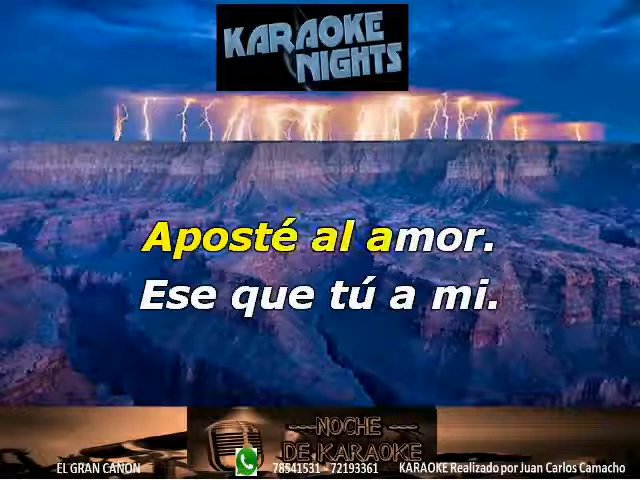 KARAOKE
NIGHTS
Aposté al amor.
Ese que tú a mi.
NOCHE
DE KARAOKE
EL GRAN CAÑON
78541531 - 72193361
KARAOKE Realizado por Juan Carlos Camacho